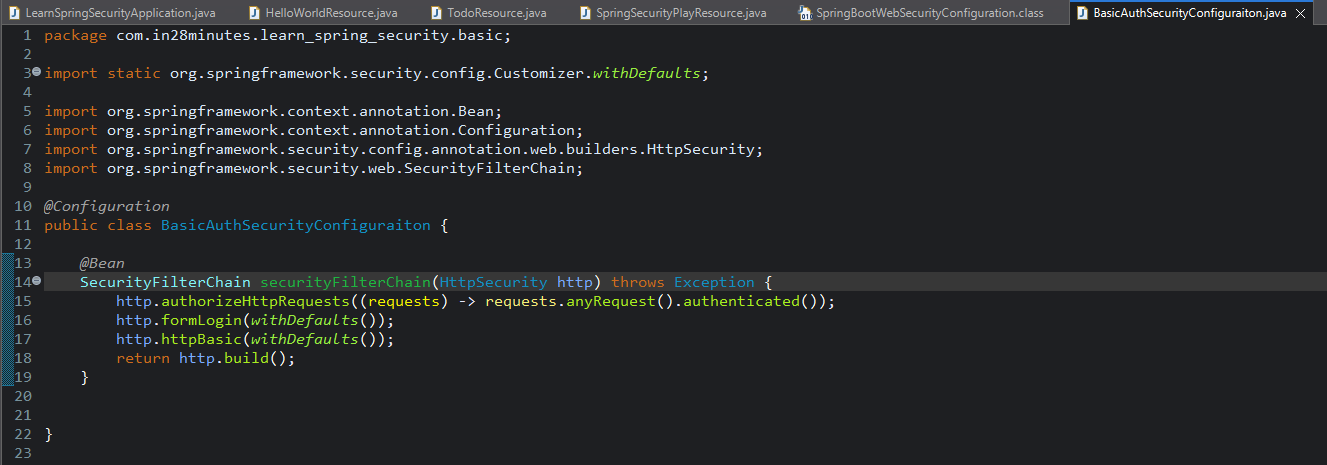 LearnSpringSecurityApplication.java HelloWorldResource.java TodoResource.java SpringSecurityPlayResource.java SpringBootWebSecurityConfiguration.class BasicAuthSecurityConfiguraiton.java
1 package com.in28minutes.learn_spring_security.basic;
2
3 import static org.springframework.security.config.Customizer.withDefaults;
4
5 import org.springframework.context.annotation.Bean;
6 import org.springframework.context.annotation.Configuration;
7 import org.springframework.security.config.annotation.web.builders.HttpSecurity;
8 import org.springframework.security.web.SecurityFilterChain;
9
10 @Configuration
11 public class BasicAuthSecurityConfiguraiton {
12
13     @Bean
14     SecurityFilterChain securityFilterChain(HttpSecurity http) throws Exception {
15         http.authorizeHttpRequests((requests) -> requests.anyRequest().authenticated());
16         http.formLogin(withDefaults());
17         http.httpBasic(withDefaults());
18         return http.build();
19     }
20
21
22 }
23